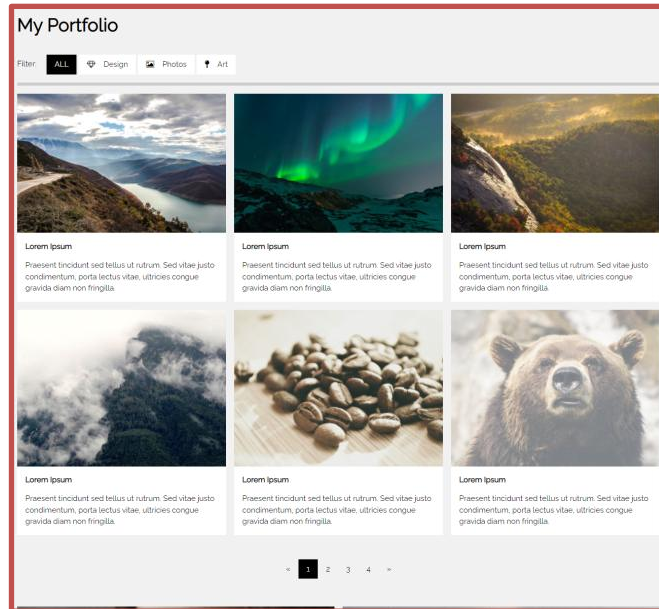 My Portfolio
Filter: ALL Design Photos Art
Lorem Ipsum
Praesent tincidunt sed tellus ut rutrum. Sed vitae justo
condimentum, porta lectus vitae, ultricies congue
gravida diam non fringilla.
Lorem Ipsum
Praesent tincidunt sed tellus ut rutrum. Sed vitae justo
condimentum, porta lectus vitae, ultricies congue
gravida diam non fringilla.
Lorem Ipsum
Praesent tincidunt sed tellus ut rutrum. Sed vitae justo
condimentum, porta lectus vitae, ultricies congue
gravida diam non fringilla.
Lorem Ipsum
Praesent tincidunt sed tellus ut rutrum. Sed vitae justo
condimentum, porta lectus vitae, ultricies congue
gravida diam non fringilla.
Lorem Ipsum
Praesent tincidunt sed tellus ut rutrum. Sed vitae justo
condimentum, porta lectus vitae, ultricies congue
gravida diam non fringilla.
Lorem Ipsum
Praesent tincidunt sed tellus ut rutrum. Sed vitae justo
condimentum, porta lectus vitae, ultricies congue
gravida diam non fringilla.
« 1 2 3 4 »